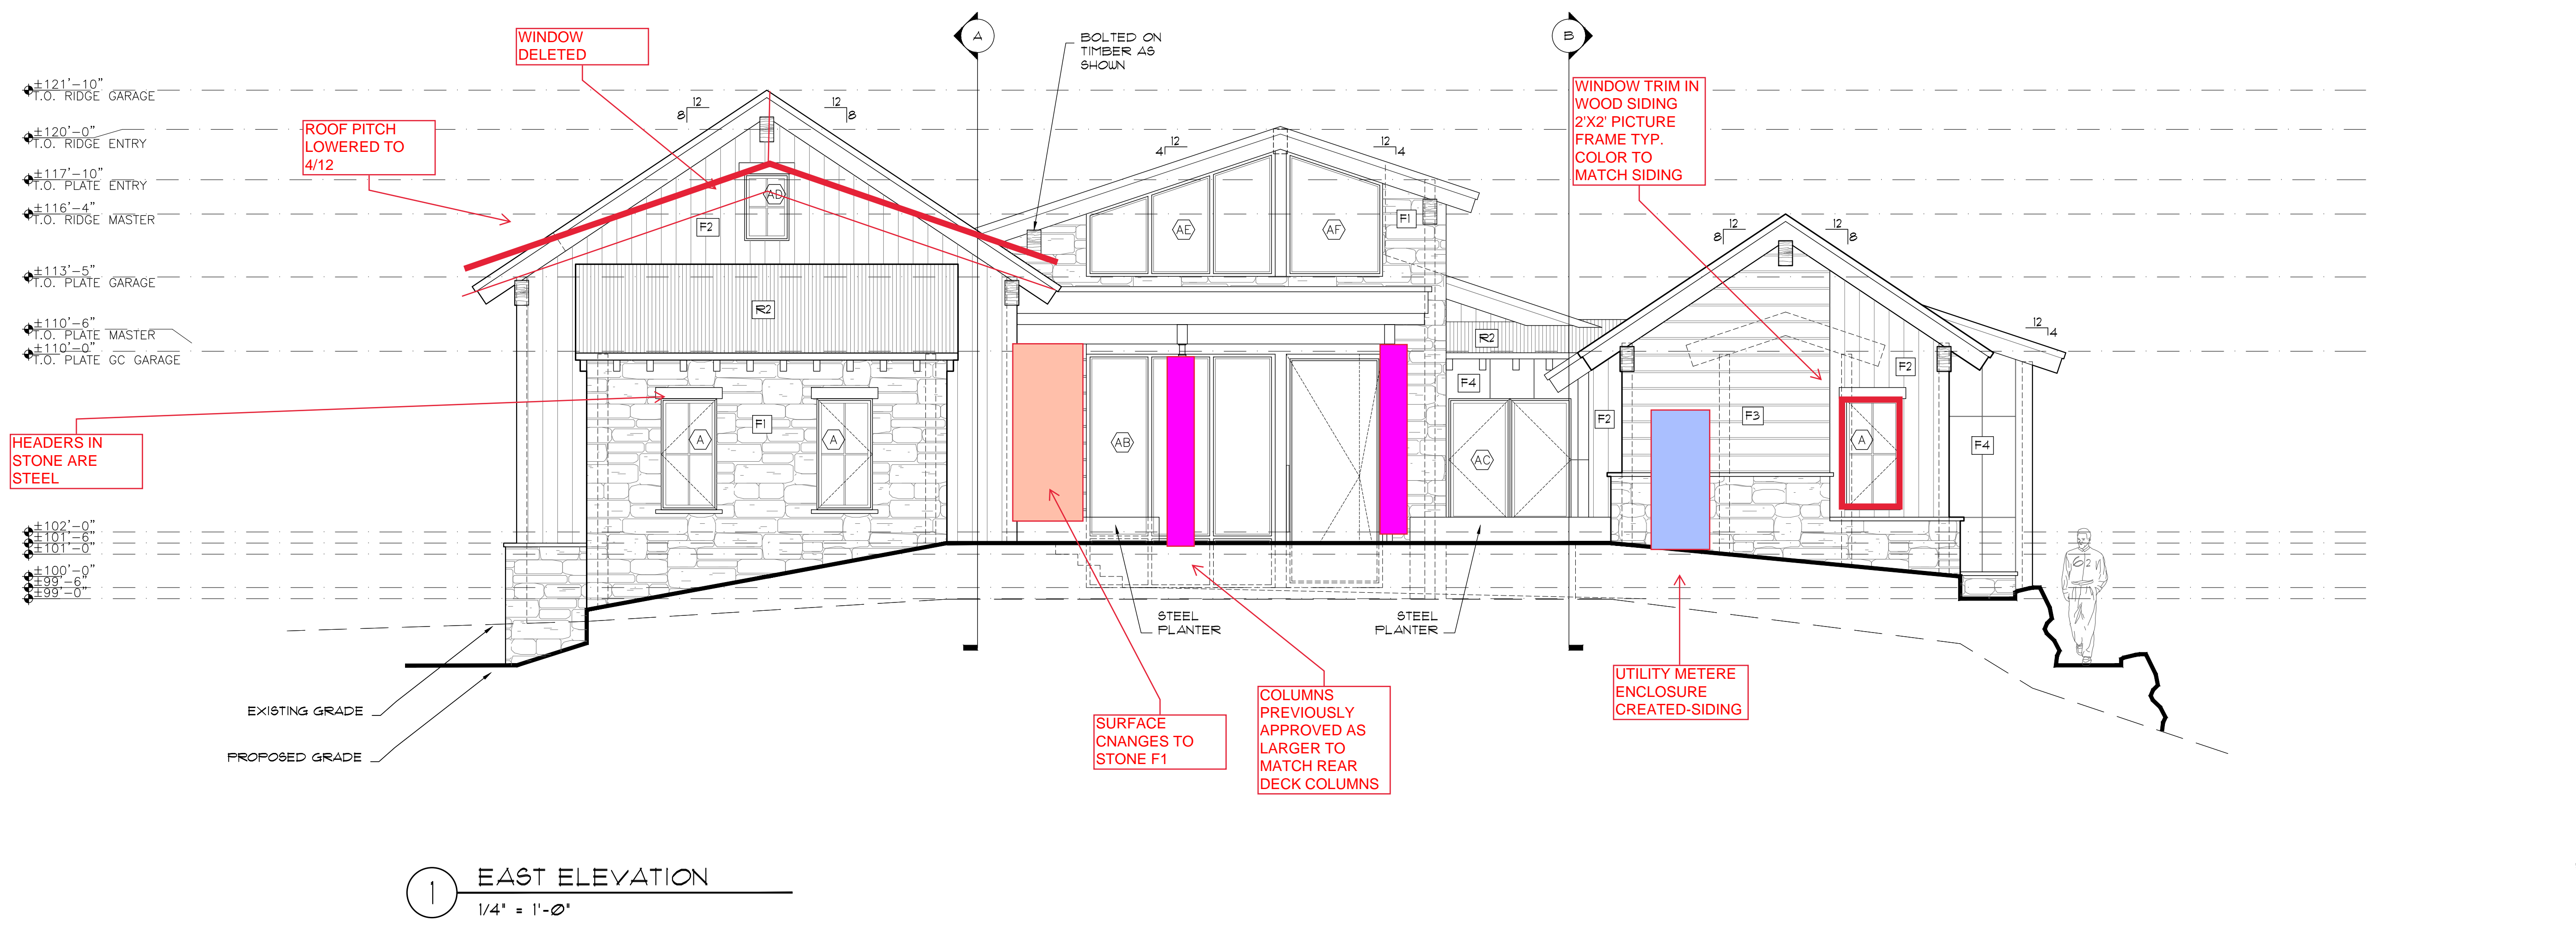 WINDOW
DELETED
A
BOLTED ON
TIMBER AS
SHOWN
B
WINDOW TRIM IN
WOOD SIDING
2'X2' PICTURE
FRAME TYP.
COLOR TO
MATCH SIDING
±121'-10"
T.O. RIDGE GARAGE
±120'-0"
T.O. RIDGE ENTRY
±117'-10"
T.O. PLATE ENTRY
±116'-4"
T.O. RIDGE MASTER
±113'-5"
T.O. PLATE GARAGE
±110'-6"
T.O. PLATE MASTER
±110'-0"
T.O. PLATE GC GARAGE
±102'-0"
±101'-6"
±101'-0"
±100'-0"
±99'-6"
±99'-0"
ROOF PITCH
LOWERED TO
4/12
12
8
12
8
12
4
12
4
12
8
12
8
12
4
AD
F2
AE
AF
F1
R2
R2
F2
F4
F2
F3
F4
F1
A
A
AB
AC
A
HEADERS IN
STONE ARE
STEEL
STEEL
PLANTER
STEEL
PLANTER
EXISTING GRADE
PROPOSED GRADE
SURFACE
CNANGES TO
STONE F1
COLUMNS
PREVIOUSLY
APPROVED AS
LARGER TO
MATCH REAR
DECK COLUMNS
UTILITY METERE
ENCLOSURE
CREATED-SIDING
1
EAST ELEVATION
1/4" = 1'-0"